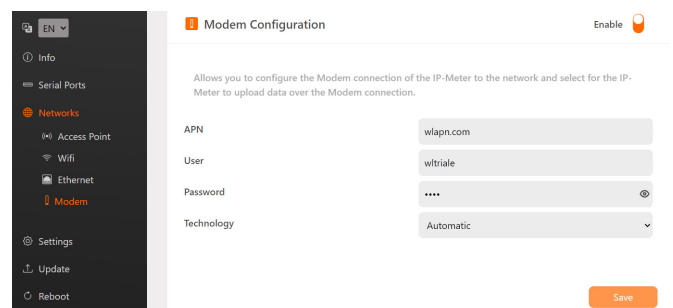 EN
Info
Serial Ports
Networks
Access Point
Wifi
Ethernet
Modem
Settings
Update
Reboot
Modem Configuration
Enable
Allows you to configure the Modem connection of the IP-Meter to the network and select for the IP-
Meter to upload data over the Modem connection.
APN
wlapn.com
User
wltriale
Password
••••
Technology
Automatic
Save